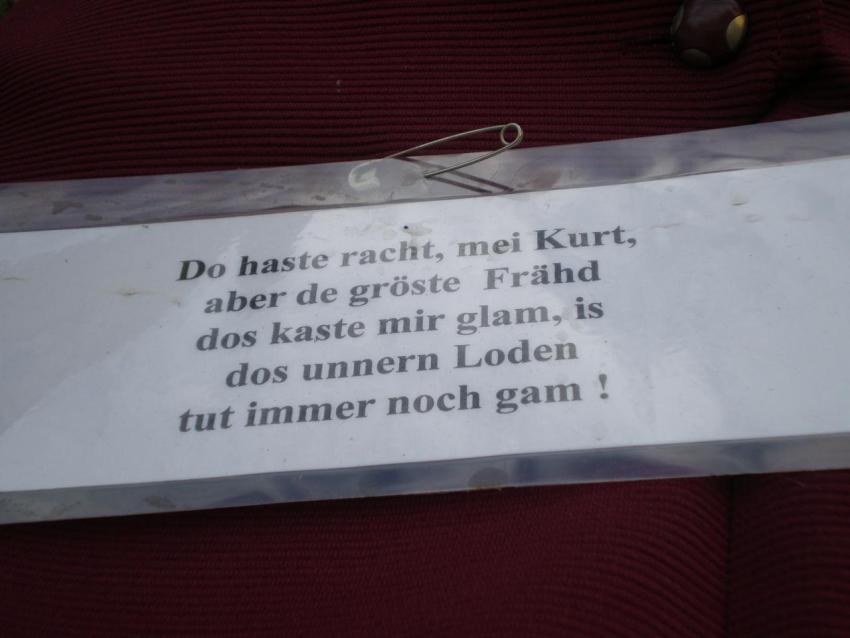 Do haste racht, mei Kurt,
aber de gröste Frähd
dos kaste mir glam, is
dos unnern Loden
tut immer noch gam !